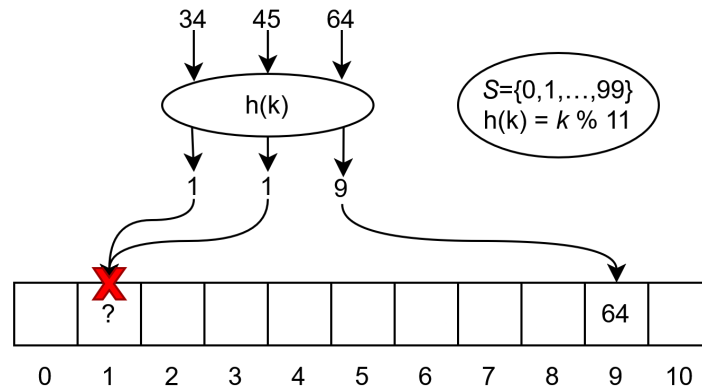 34 45 64
h(k)
S={0,1,...,99}
h(k) = k % 11
1 1 9
? 64
0 1 2 3 4 5 6 7 8 9 10